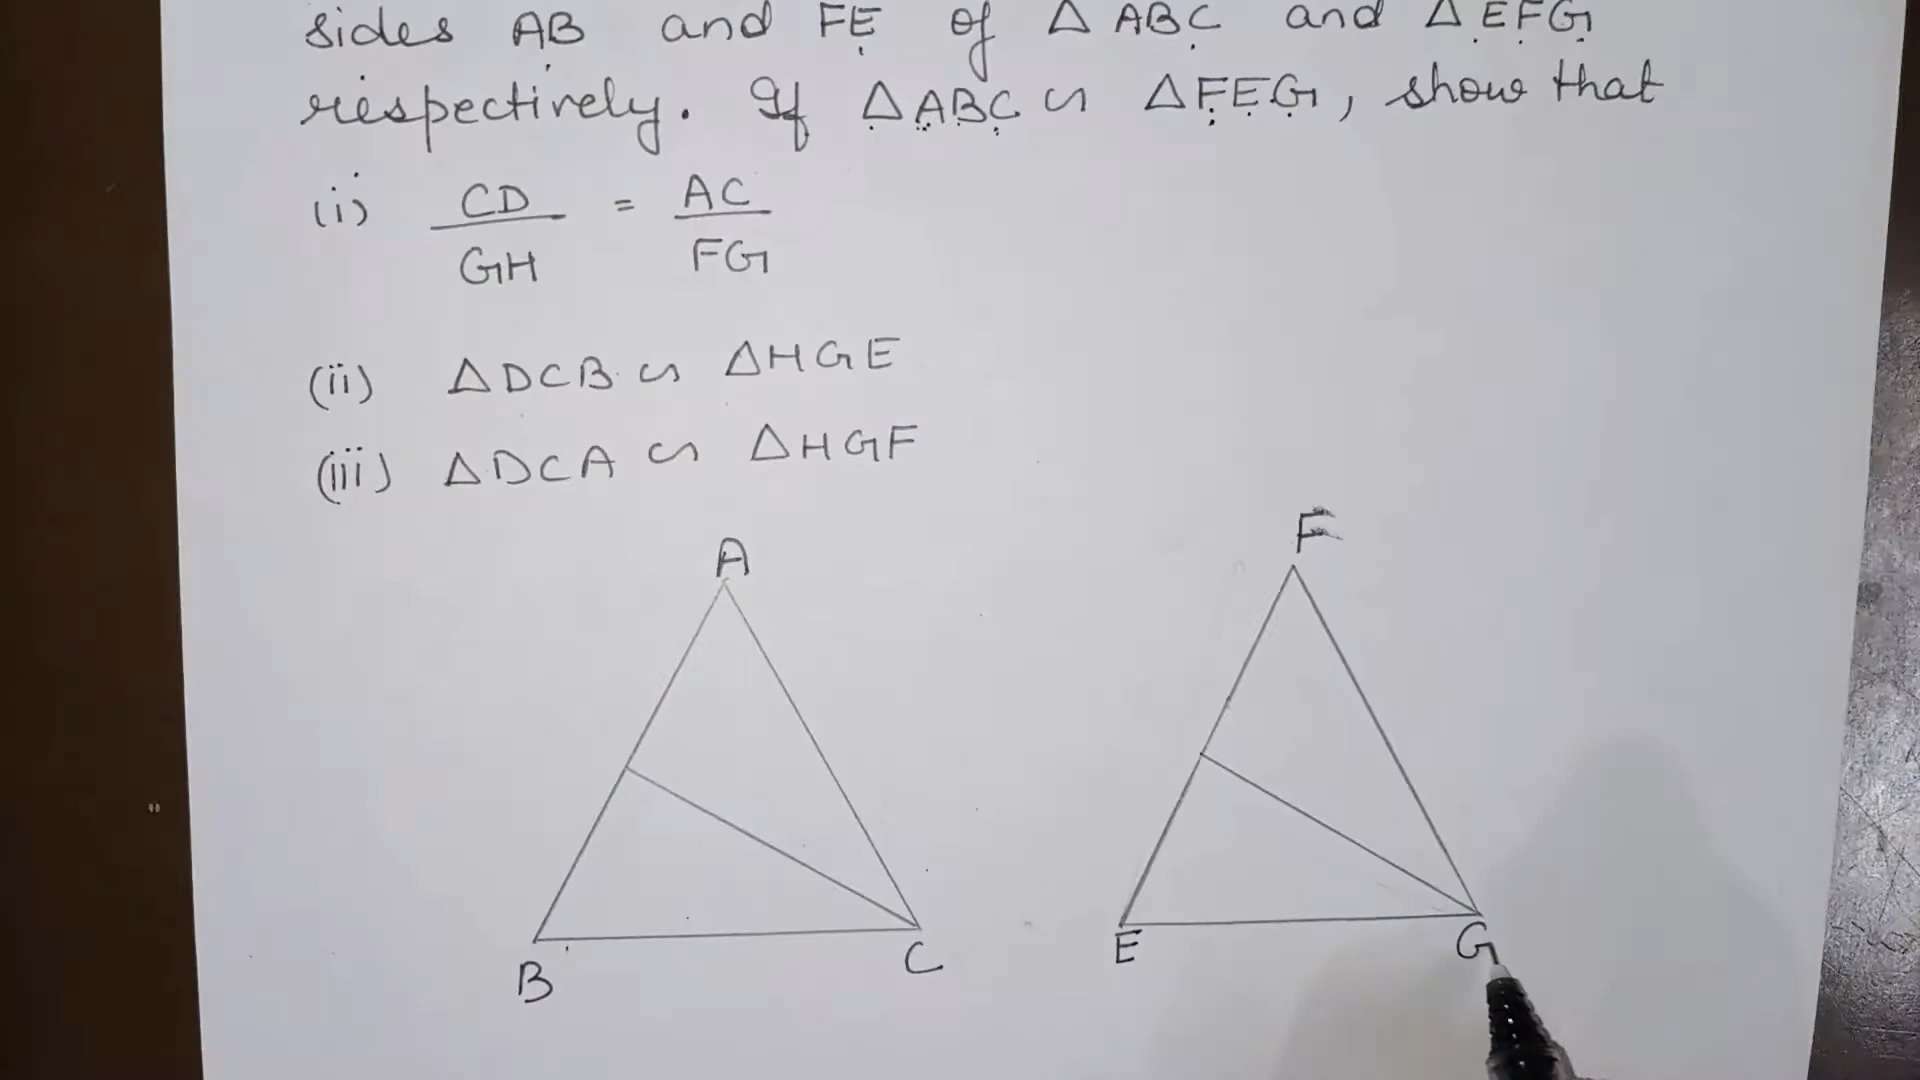 sides AB and FE of △ ABC and △ EFG
respectively. If △ABC ∽ △FEG, show that
(i) CD/GH = AC/FG
(ii) △DCB ∽ △HGE
(iii) △DCA ∽ △HGF
A F
B C E G